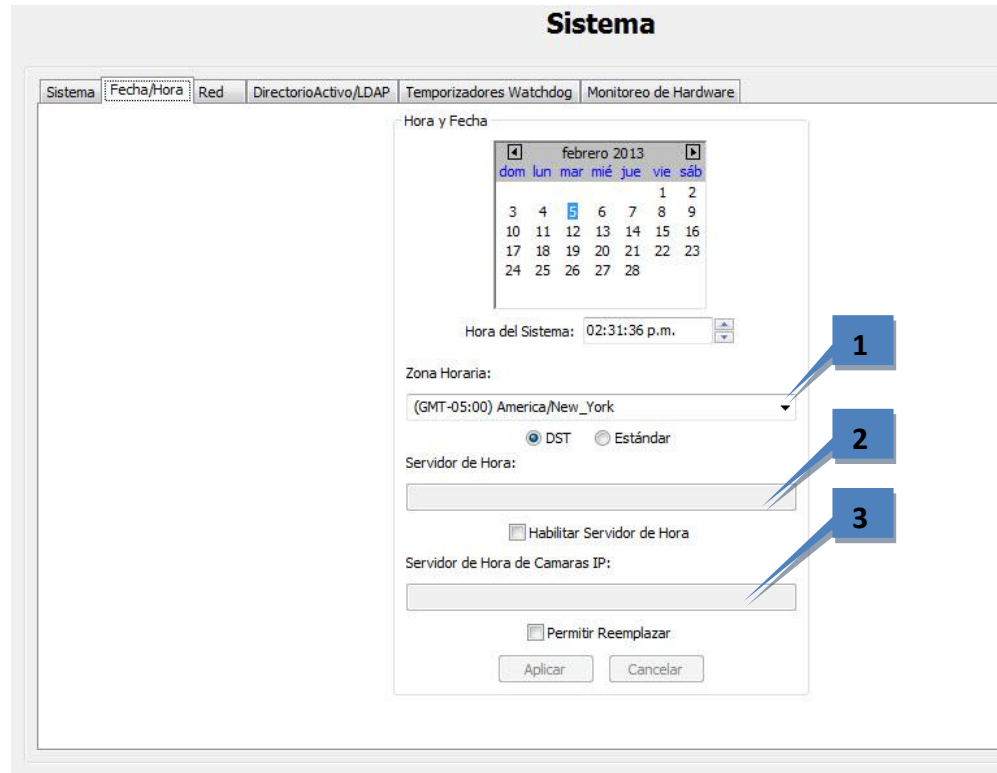 Sistema
Sistema Fecha/Hora Red DirectorioActivo/LDAP Temporizadores Watchdog Monitoreo de Hardware
Hora y Fecha
febrero 2013
dom lun mar mié jue vie sáb
1 2
3 4 5 6 7 8 9
10 11 12 13 14 15 16
17 18 19 20 21 22 23
24 25 26 27 28
Hora del Sistema: 02:31:36 p.m.
1
Zona Horaria:
(GMT-05:00) America/New_York
DST Estándar
2
Servidor de Hora:
Habilitar Servidor de Hora
3
Servidor de Hora de Camaras IP:
Permitir Reemplazar
Aplicar Cancelar